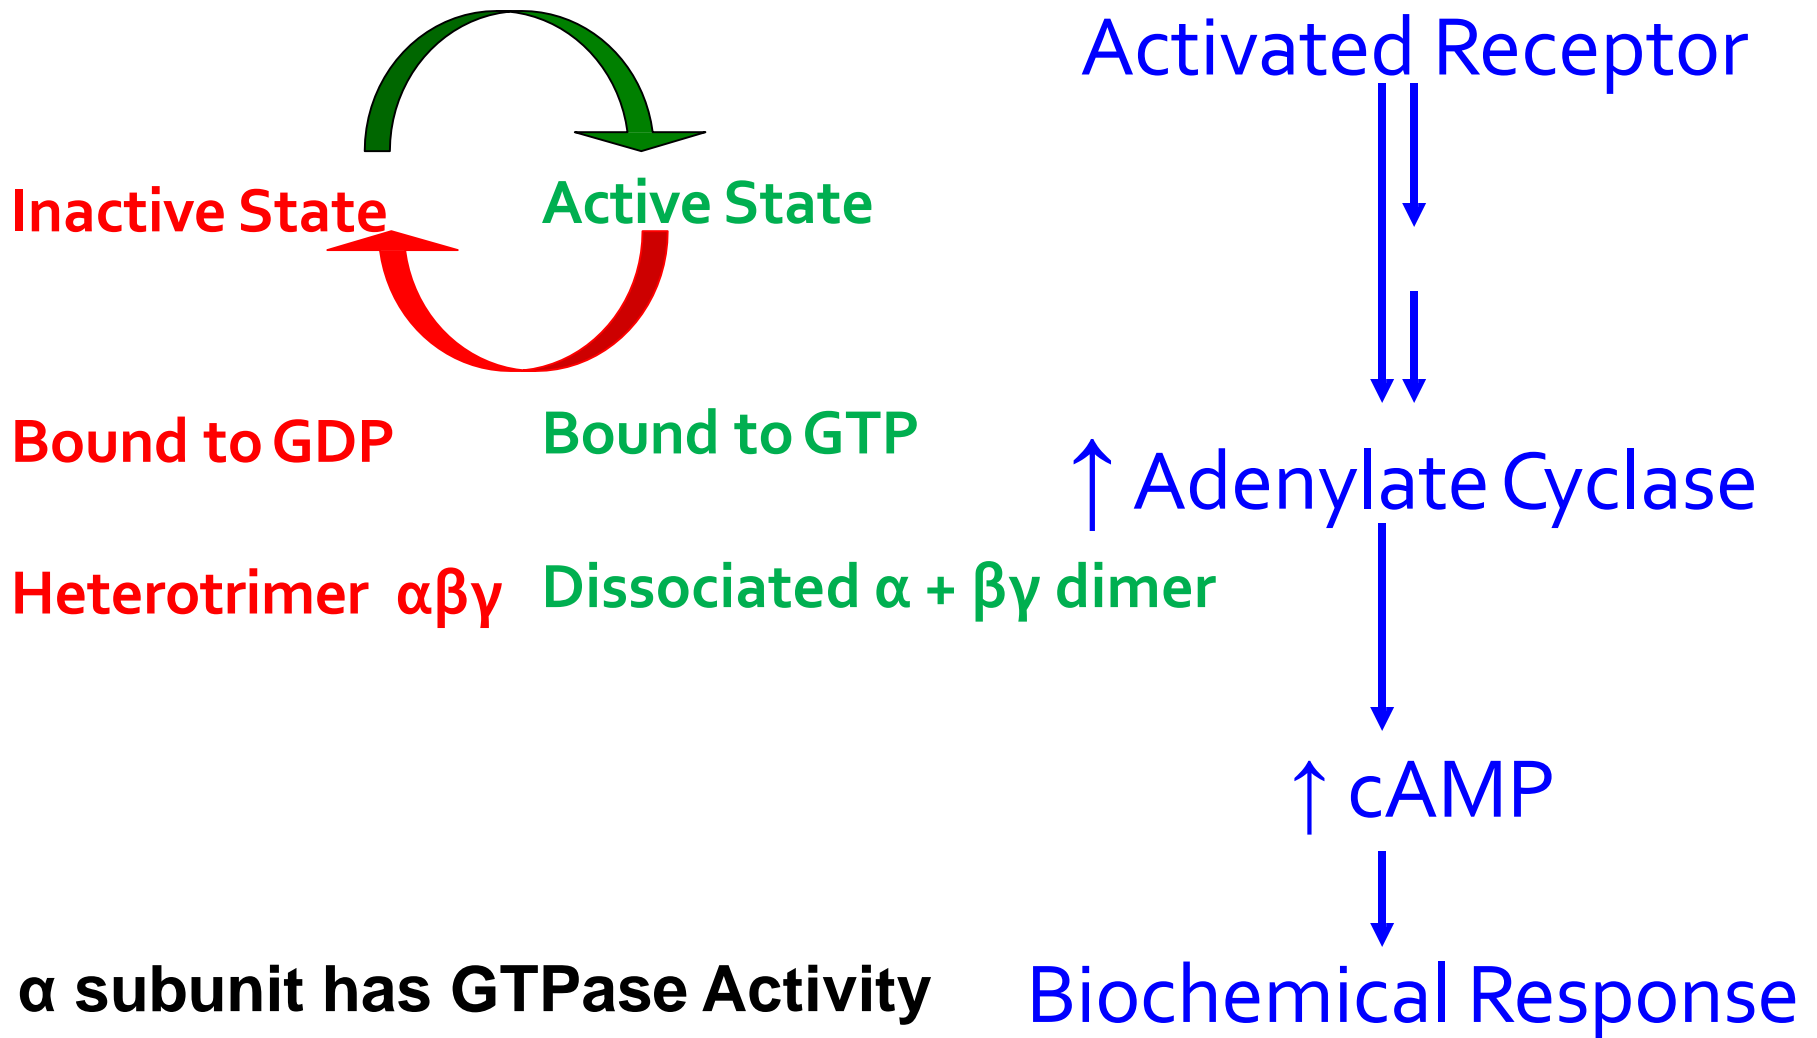 Inactive State
Active State
Bound to GDP
Bound to GTP
Heterotrimer αβγ
Dissociated α + βγ dimer
α subunit has GTPase Activity
Activated Receptor
↑ Adenylate Cyclase
↑ cAMP
Biochemical Response